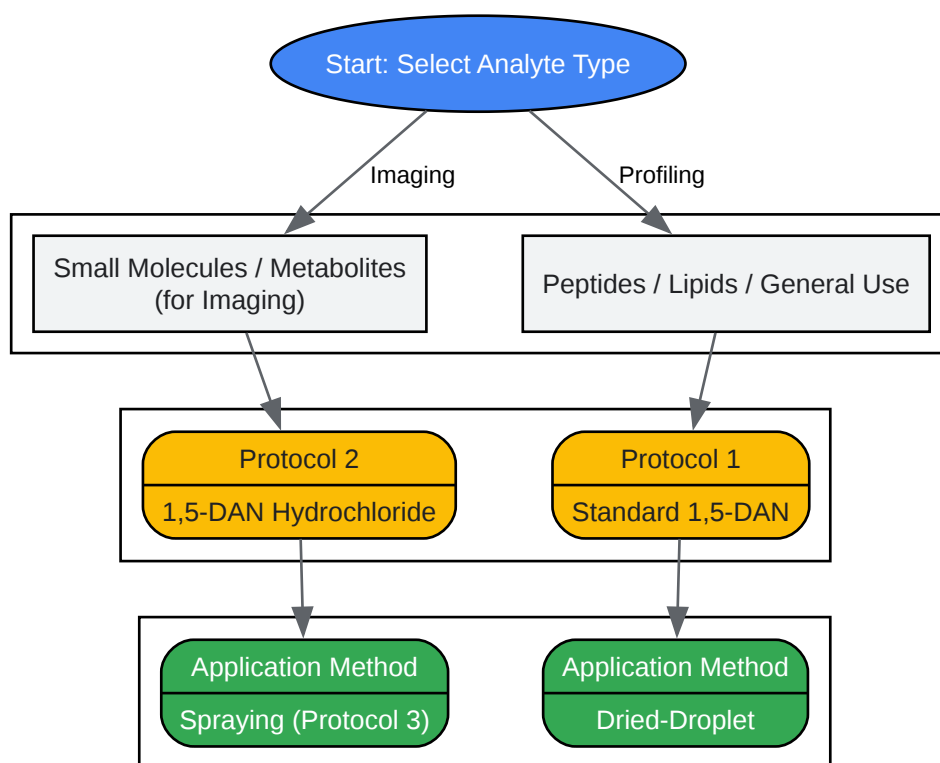 Start: Select Analyte Type
Imaging
Profiling
Small Molecules / Metabolites
(for Imaging)
Peptides / Lipids / General Use
Protocol 2
1,5-DAN Hydrochloride
Protocol 1
Standard 1,5-DAN
Application Method
Spraying (Protocol 3)
Application Method
Dried-Droplet